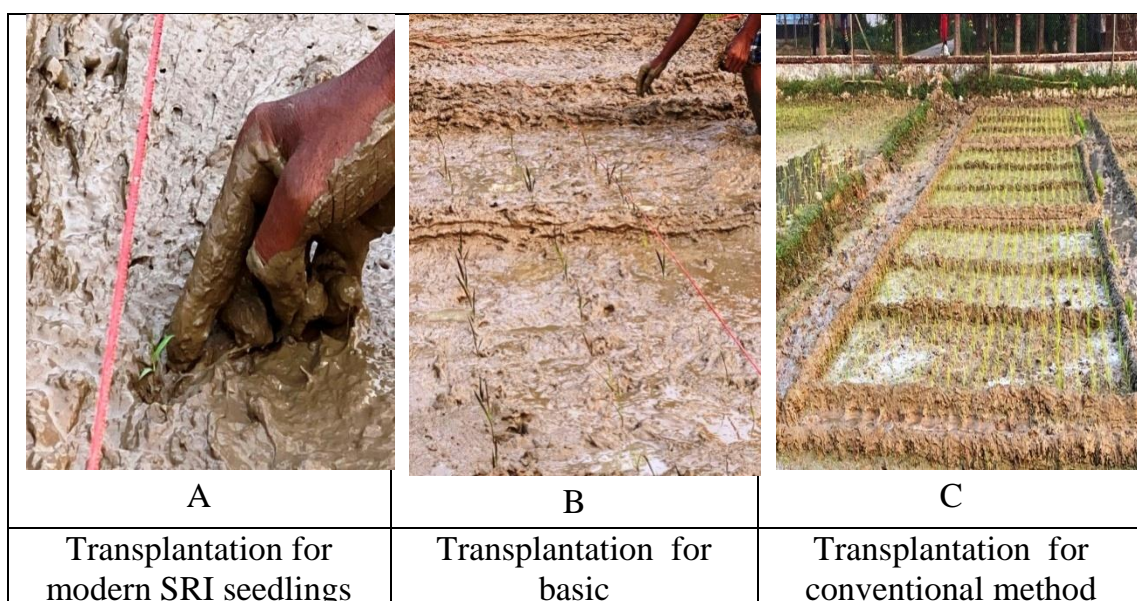 A
B
C
Transplantation for
modern SRI seedlings
Transplantation for
basic
Transplantation for
conventional method